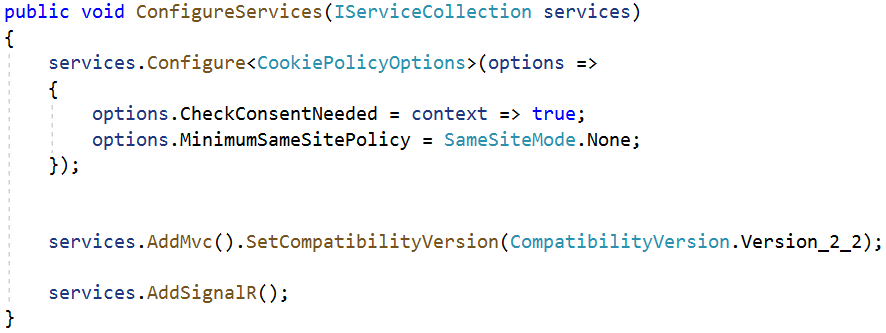 public void ConfigureServices(IServiceCollection services)
{
    services.Configure<CookiePolicyOptions>(options =>
    {
        options.CheckConsentNeeded = context => true;
        options.MinimumSameSitePolicy = SameSiteMode.None;
    });
    services.AddMvc().SetCompatibilityVersion(CompatibilityVersion.Version_2_2);
    services.AddSignalR();
}